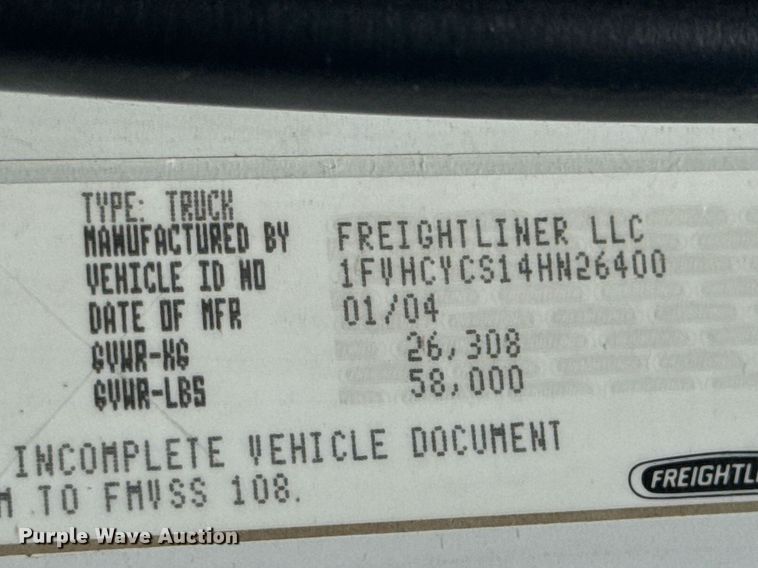 TYPE: TRUCK
MANUFACTURED BY FREIGHTLINER LLC
VEHICLE ID NO 1FVHCYCS14HN26400
DATE OF MFR 01/04
GVWR-KG 26,308
GVWR-LBS 58,000
INCOMPLETE VEHICLE DOCUMENT
M TO FMVSS 108.
FREIGHTLI
Purple Wave Auction